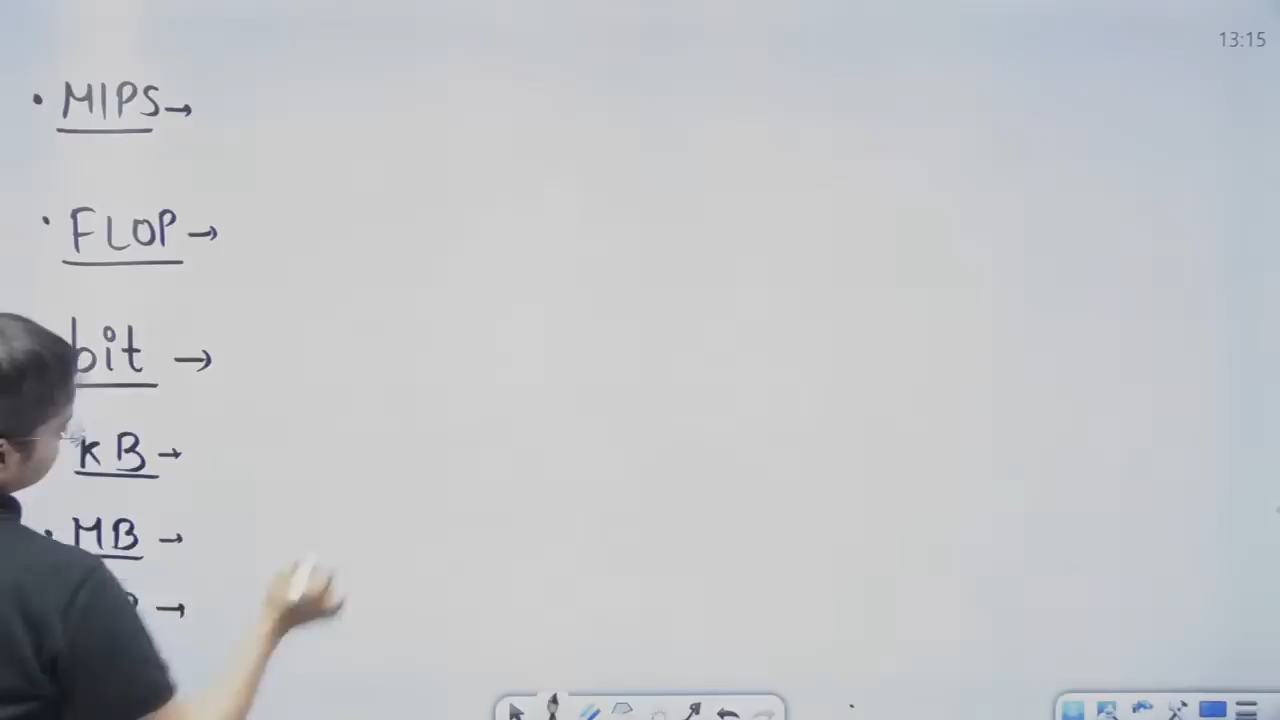 13:15
• MIPS →
• FLOP →
bit →
KB →
• MB →
→